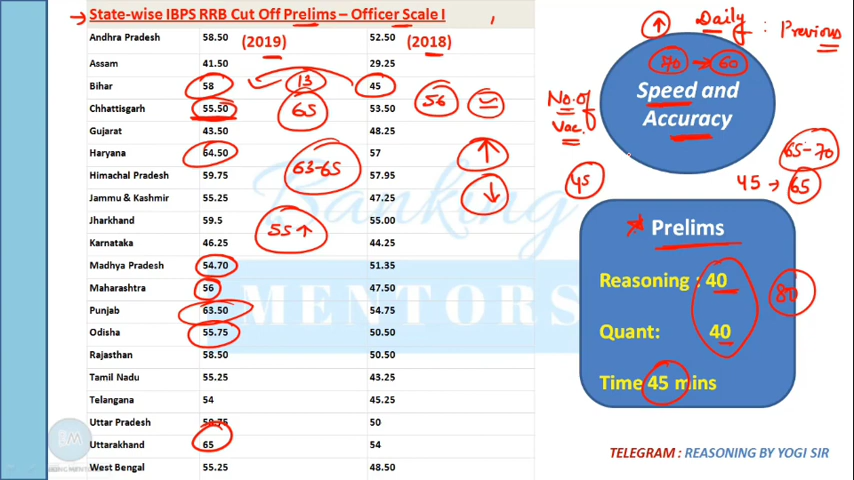 State-wise IBPS RRB Cut Off Prelims – Officer Scale I
Andhra Pradesh 58.50 52.50
(2019) (2018)
Assam 41.50 29.25
Bihar 58 13 45
Chhattisgarh 55.50 65 53.50 56
Gujarat 43.50 48.25
Haryana 64.50 57
63-65
Himachal Pradesh 59.75 57.95
Jammu & Kashmir 55.25 47.25
Jharkhand 59.5 55.00
55↑
Karnataka 46.25 44.25
Madhya Pradesh 54.70 51.35
Maharashtra 56 47.50
Punjab 63.50 54.75
Odisha 55.75 50.50
Rajasthan 58.50 50.50
Tamil Nadu 55.25 43.25
Telangana 54 45.25
Uttar Pradesh 58.75 50
Uttarakhand 65 54
West Bengal 55.25 48.50
Banking
MENTORS
Daily : Previous
70 → 60
Speed and
Accuracy
No. of
Vac.
65-70
45
45 → 65
Prelims
Reasoning : 40
80
Quant: 40
Time 45 mins
TELEGRAM : REASONING BY YOGI SIR